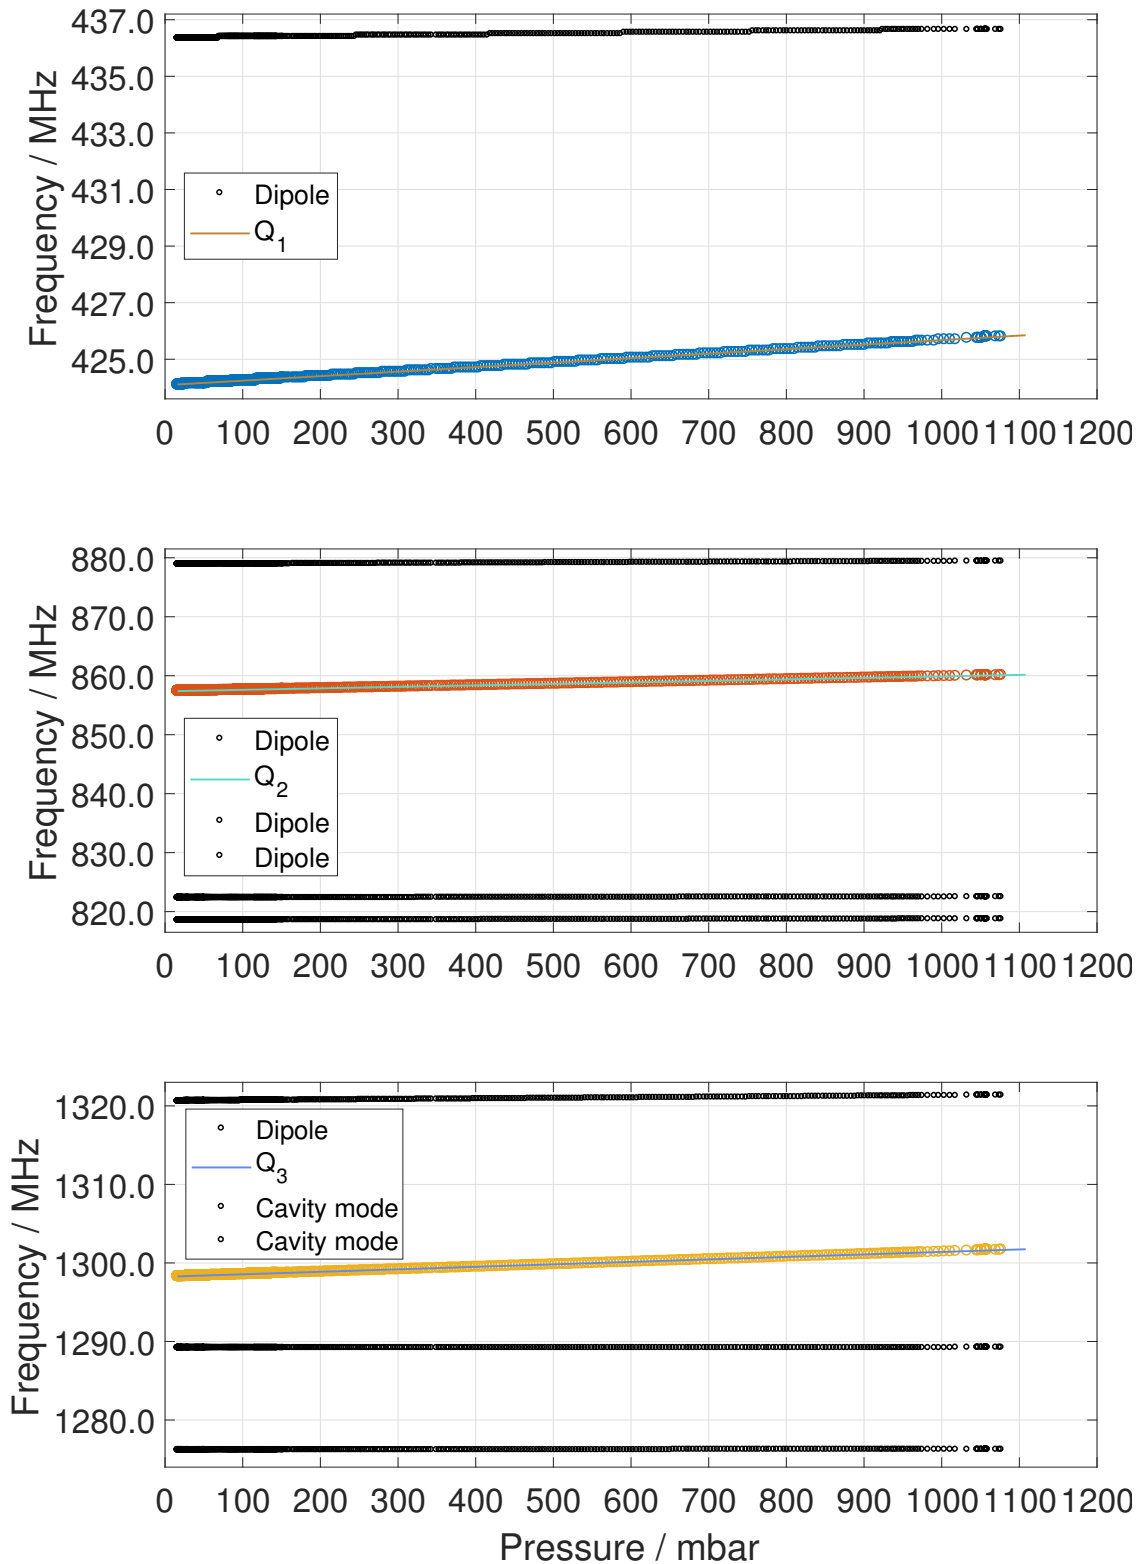 437.0
435.0
433.0
431.0
429.0
427.0
425.0
Frequency / MHz
Dipole
Q1
0 100 200 300 400 500 600 700 800 900 1000 1100 1200
880.0
870.0
860.0
850.0
840.0
830.0
820.0
Frequency / MHz
Dipole
Q2
Dipole
Dipole
0 100 200 300 400 500 600 700 800 900 1000 1100 1200
1320.0
1310.0
1300.0
1290.0
1280.0
Frequency / MHz
Dipole
Q3
Cavity mode
Cavity mode
0 100 200 300 400 500 600 700 800 900 1000 1100 1200
Pressure / mbar